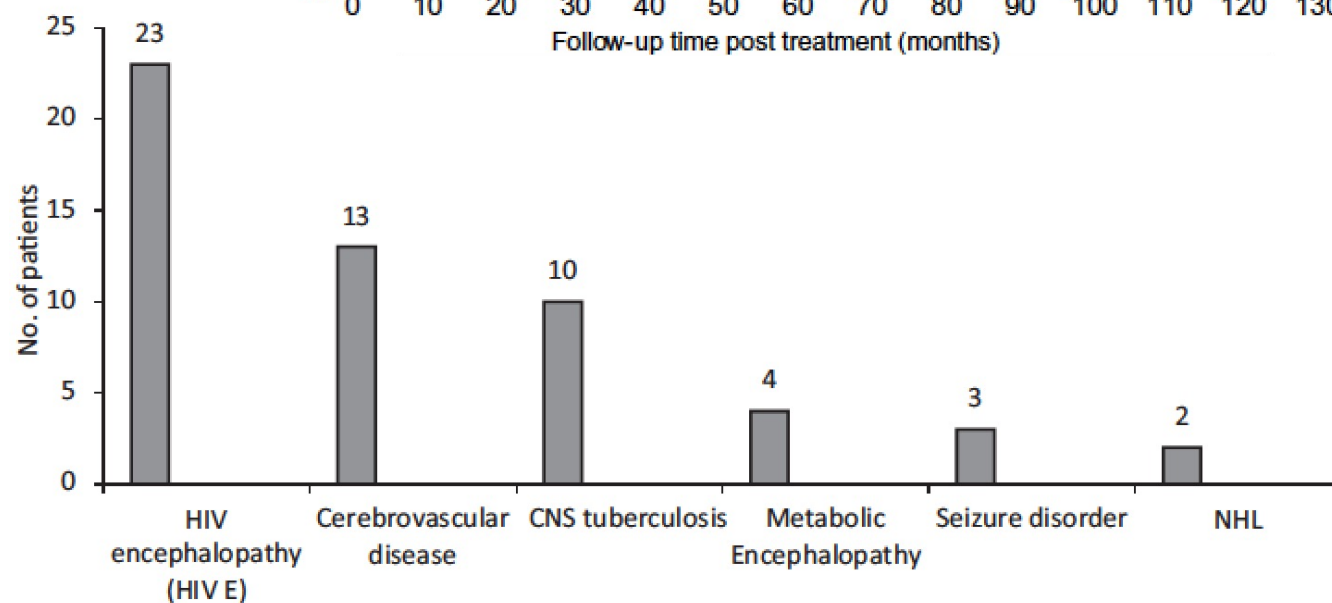 0 10 20 30 40 50 60 70 80 90 100 110 120 130
Follow-up time post treatment (months)
25
20
15
10
5
0
No. of patients
23
13
10
4
3
2
HIV
encephalopathy
(HIV E)
Cerebrovascular
disease
CNS tuberculosis
Metabolic
Encephalopathy
Seizure disorder
NHL